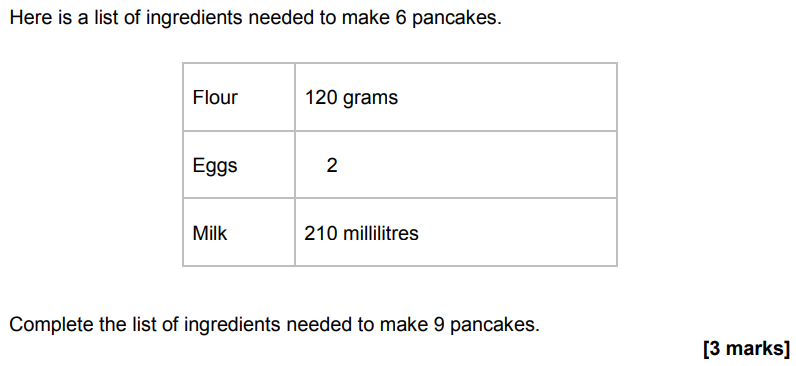 Here is a list of ingredients needed to make 6 pancakes.
Flour 120 grams
Eggs 2
Milk 210 millilitres
Complete the list of ingredients needed to make 9 pancakes.
[3 marks]